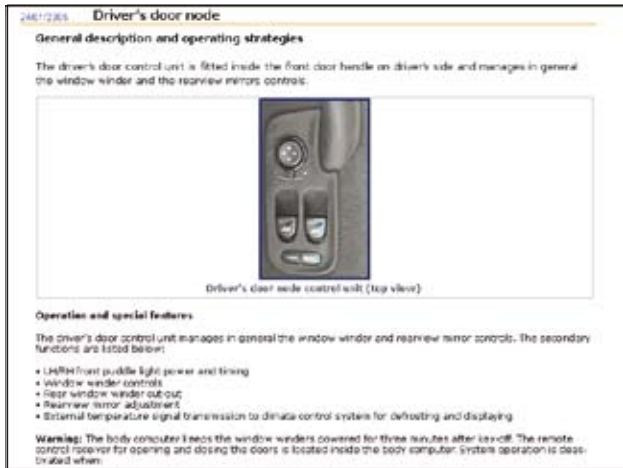 24/01/2005 Driver's door node
General description and operating strategies
The driver's door control unit is fitted inside the front door handle on driver's side and manages in general
the window winder and the rearview mirrors controls.
Driver's door node control unit (top view)
Operation and special features
The driver's door control unit manages in general the window winder and rearview mirror controls. The secondary
functions are listed below:
• LH/RH front puddle light power and timing
• Window winder controls
• Rear window winder cut-out
• Rearview mirror adjustment
• External temperature signal transmission to climate control system for defrosting and displaying
Warning: The body computer keeps the window winders powered for three minutes after key-off. The remote
control receiver for opening and closing the doors is located inside the body computer. System operation is deac-
tivated when: